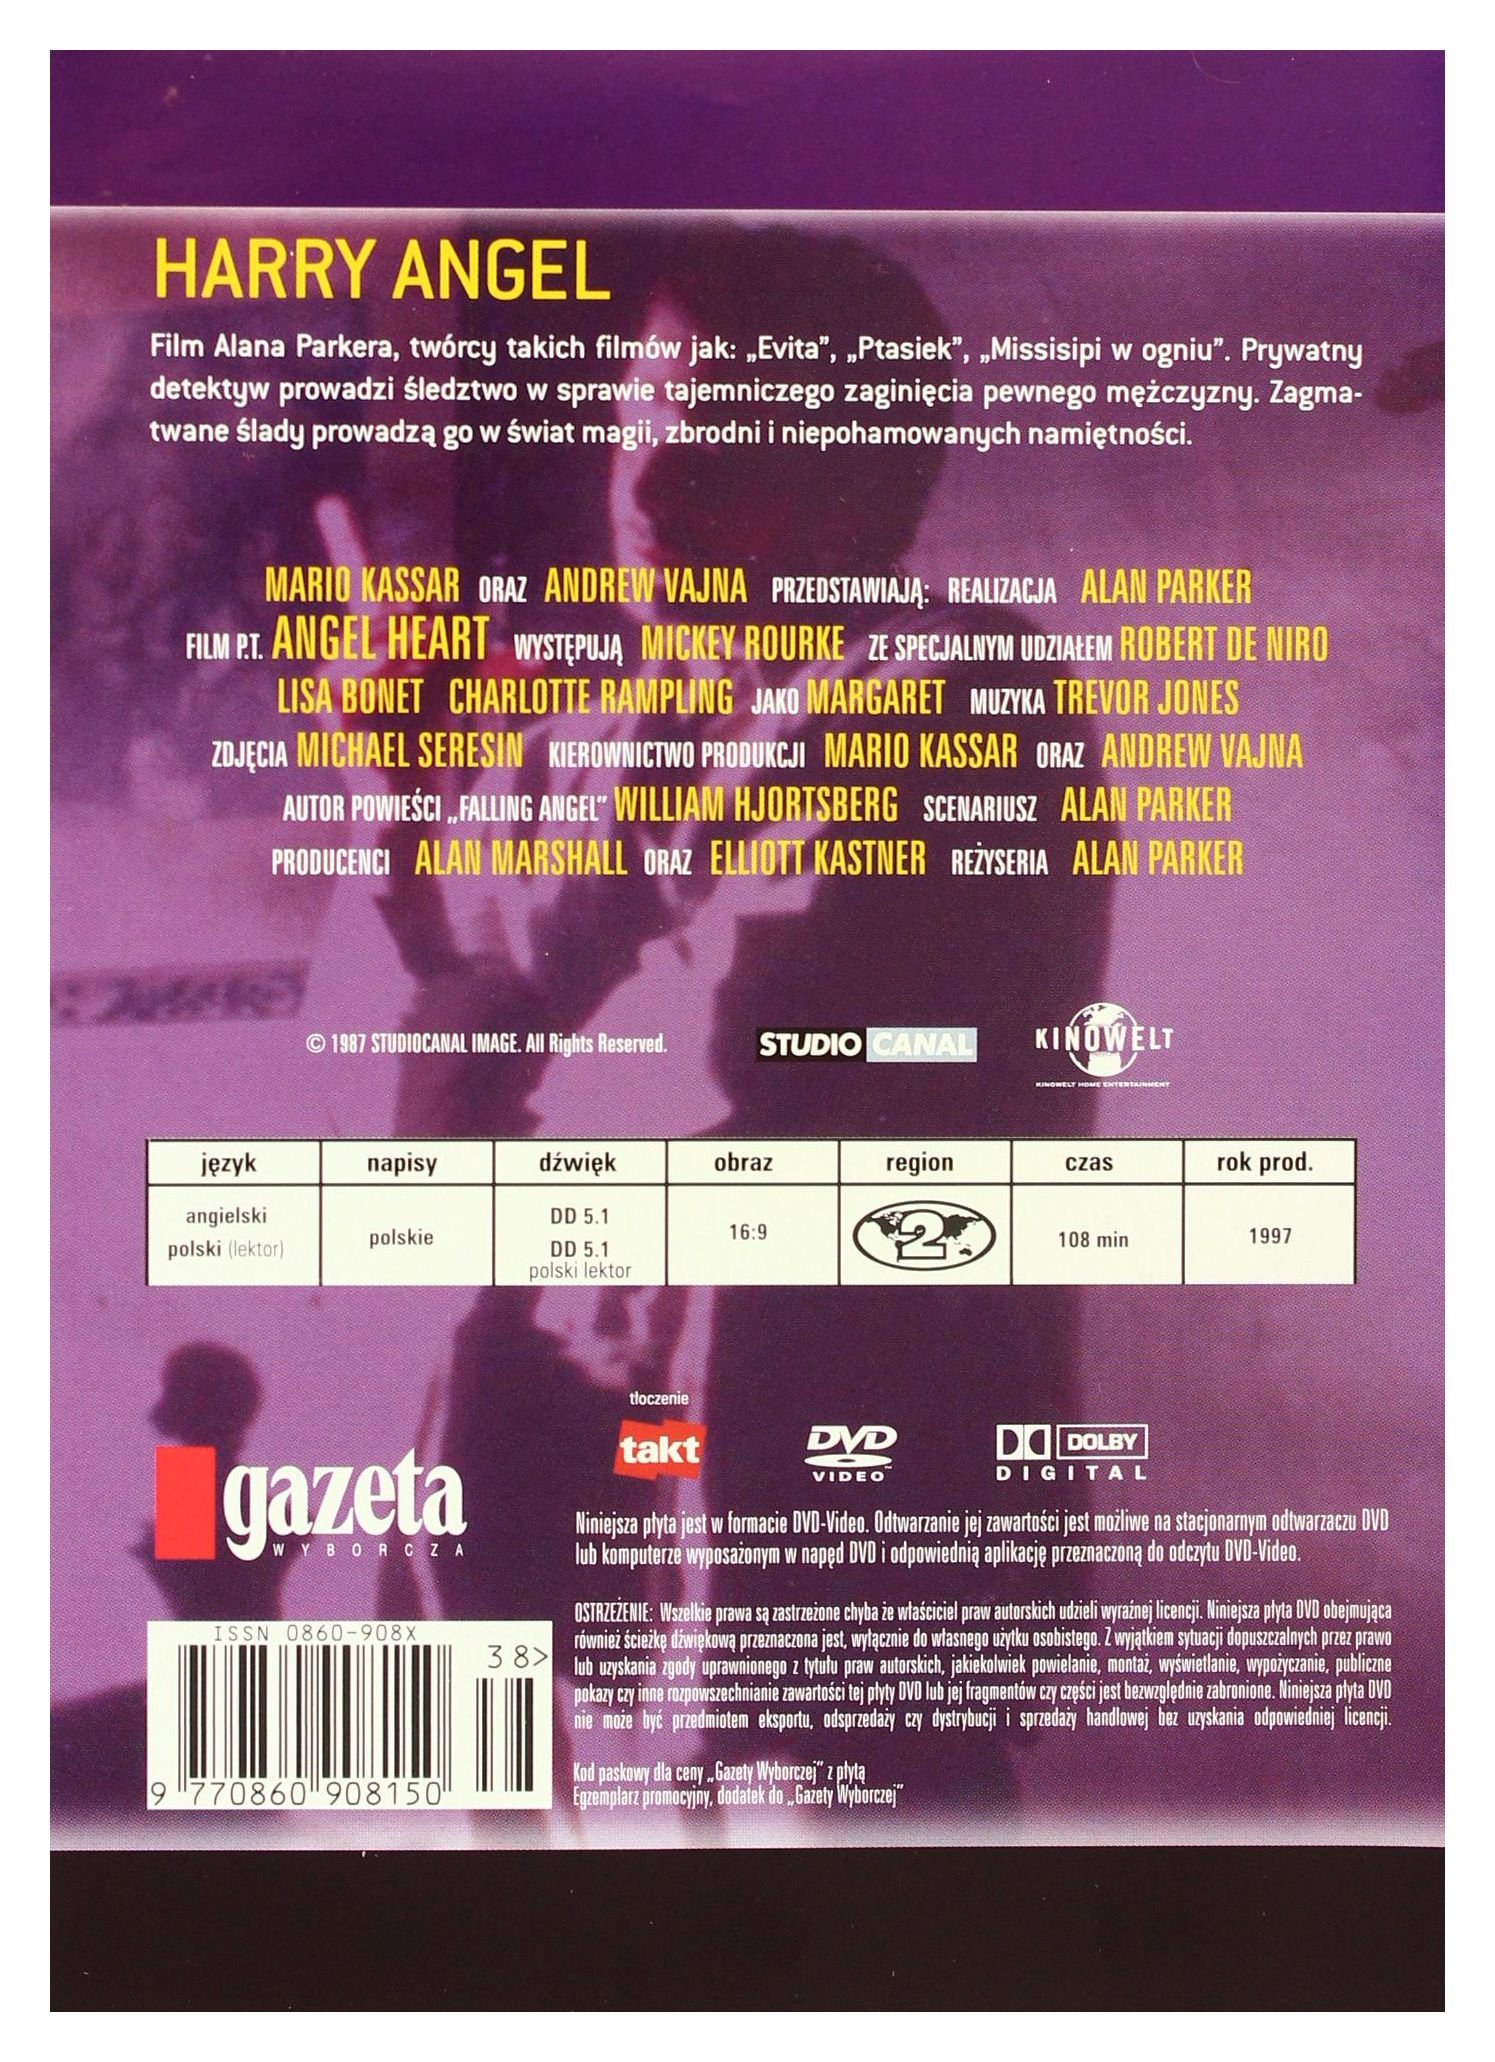 HARRY ANGEL
Film Alana Parkera, twórcy takich filmów jak: „Evita”, „Ptasiek”, „Missisipi w ogniu”. Prywatny
detektyw prowadzi śledztwo w sprawie tajemniczego zaginięcia pewnego mężczyzny. Zagma-
twane ślady prowadzą go w świat magii, zbrodni i niepohamowanych namiętności.
MARIO KASSAR ORAZ ANDREW VAJNA PRZEDSTAWIAJĄ: REALIZACJA ALAN PARKER
FILM P.T. ANGEL HEART WYSTĘPUJĄ MICKEY ROURKE ZE SPECJALNYM UDZIAŁEM ROBERT DE NIRO
LISA BONET CHARLOTTE RAMPLING JAKO MARGARET MUZYKA TREVOR JONES
ZDJĘCIA MICHAEL SERESIN KIEROWNICTWO PRODUKCJI MARIO KASSAR ORAZ ANDREW VAJNA
AUTOR POWIEŚCI „FALLING ANGEL” WILLIAM HJORTSBERG SCENARIUSZ ALAN PARKER
PRODUCENCI ALAN MARSHALL ORAZ ELLIOTT KASTNER REŻYSERIA ALAN PARKER
© 1987 STUDIOCANAL IMAGE. All Rights Reserved. STUDIO CANAL KINOWELT
KINOWELT HOME ENTERTAINMENT
język napisy dźwięk obraz region czas rok prod.
angielski polskie DD 5.1 16:9 2 108 min 1997
polski (lektor) DD 5.1
polski lektor
tłoczenie
takt DVD VIDEO DOLBY DIGITAL
gazeta
WYBORCZA
Niniejsza płyta jest w formacie DVD-Video. Odtwarzanie jej zawartości jest możliwe na stacjonarnym odtwarzaczu DVD
lub komputerze wyposażonym w napęd DVD i odpowiednią aplikację przeznaczoną do odczytu DVD-Video.
OSTRZEŻENIE: Wszelkie prawa są zastrzeżone chyba że właściciel praw autorskich udzieli wyraźnej licencji. Niniejsza płyta DVD obejmująca
również ścieżkę dźwiękową przeznaczona jest, wyłącznie do własnego użytku osobistego. Z wyjątkiem sytuacji dopuszczalnych przez prawo
lub uzyskania zgody uprawnionego z tytułu praw autorskich, jakiekolwiek powielanie, montaż, wyświetlanie, wypożyczanie, publiczne
pokazy czy inne rozpowszechnianie zawartości tej płyty DVD lub jej fragmentów czy części jest bezwzględnie zabronione. Niniejsza płyta DVD
nie może być przedmiotem eksportu, odsprzedaży czy dystrybucji i sprzedaży handlowej bez uzyskania odpowiedniej licencji.
Kod paskowy dla ceny „Gazety Wyborczej” z płytą
Egzemplarz promocyjny, dodatek do „Gazety Wyborczej”
ISSN 0860-908X
38>
9 770860 908150